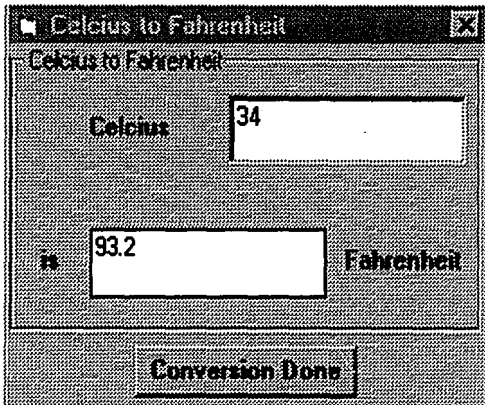 Celcius to Fahrenheit
Celcius to Fahrenheit
Celcius 34
is 93.2 Fahrenheit
Conversion Done